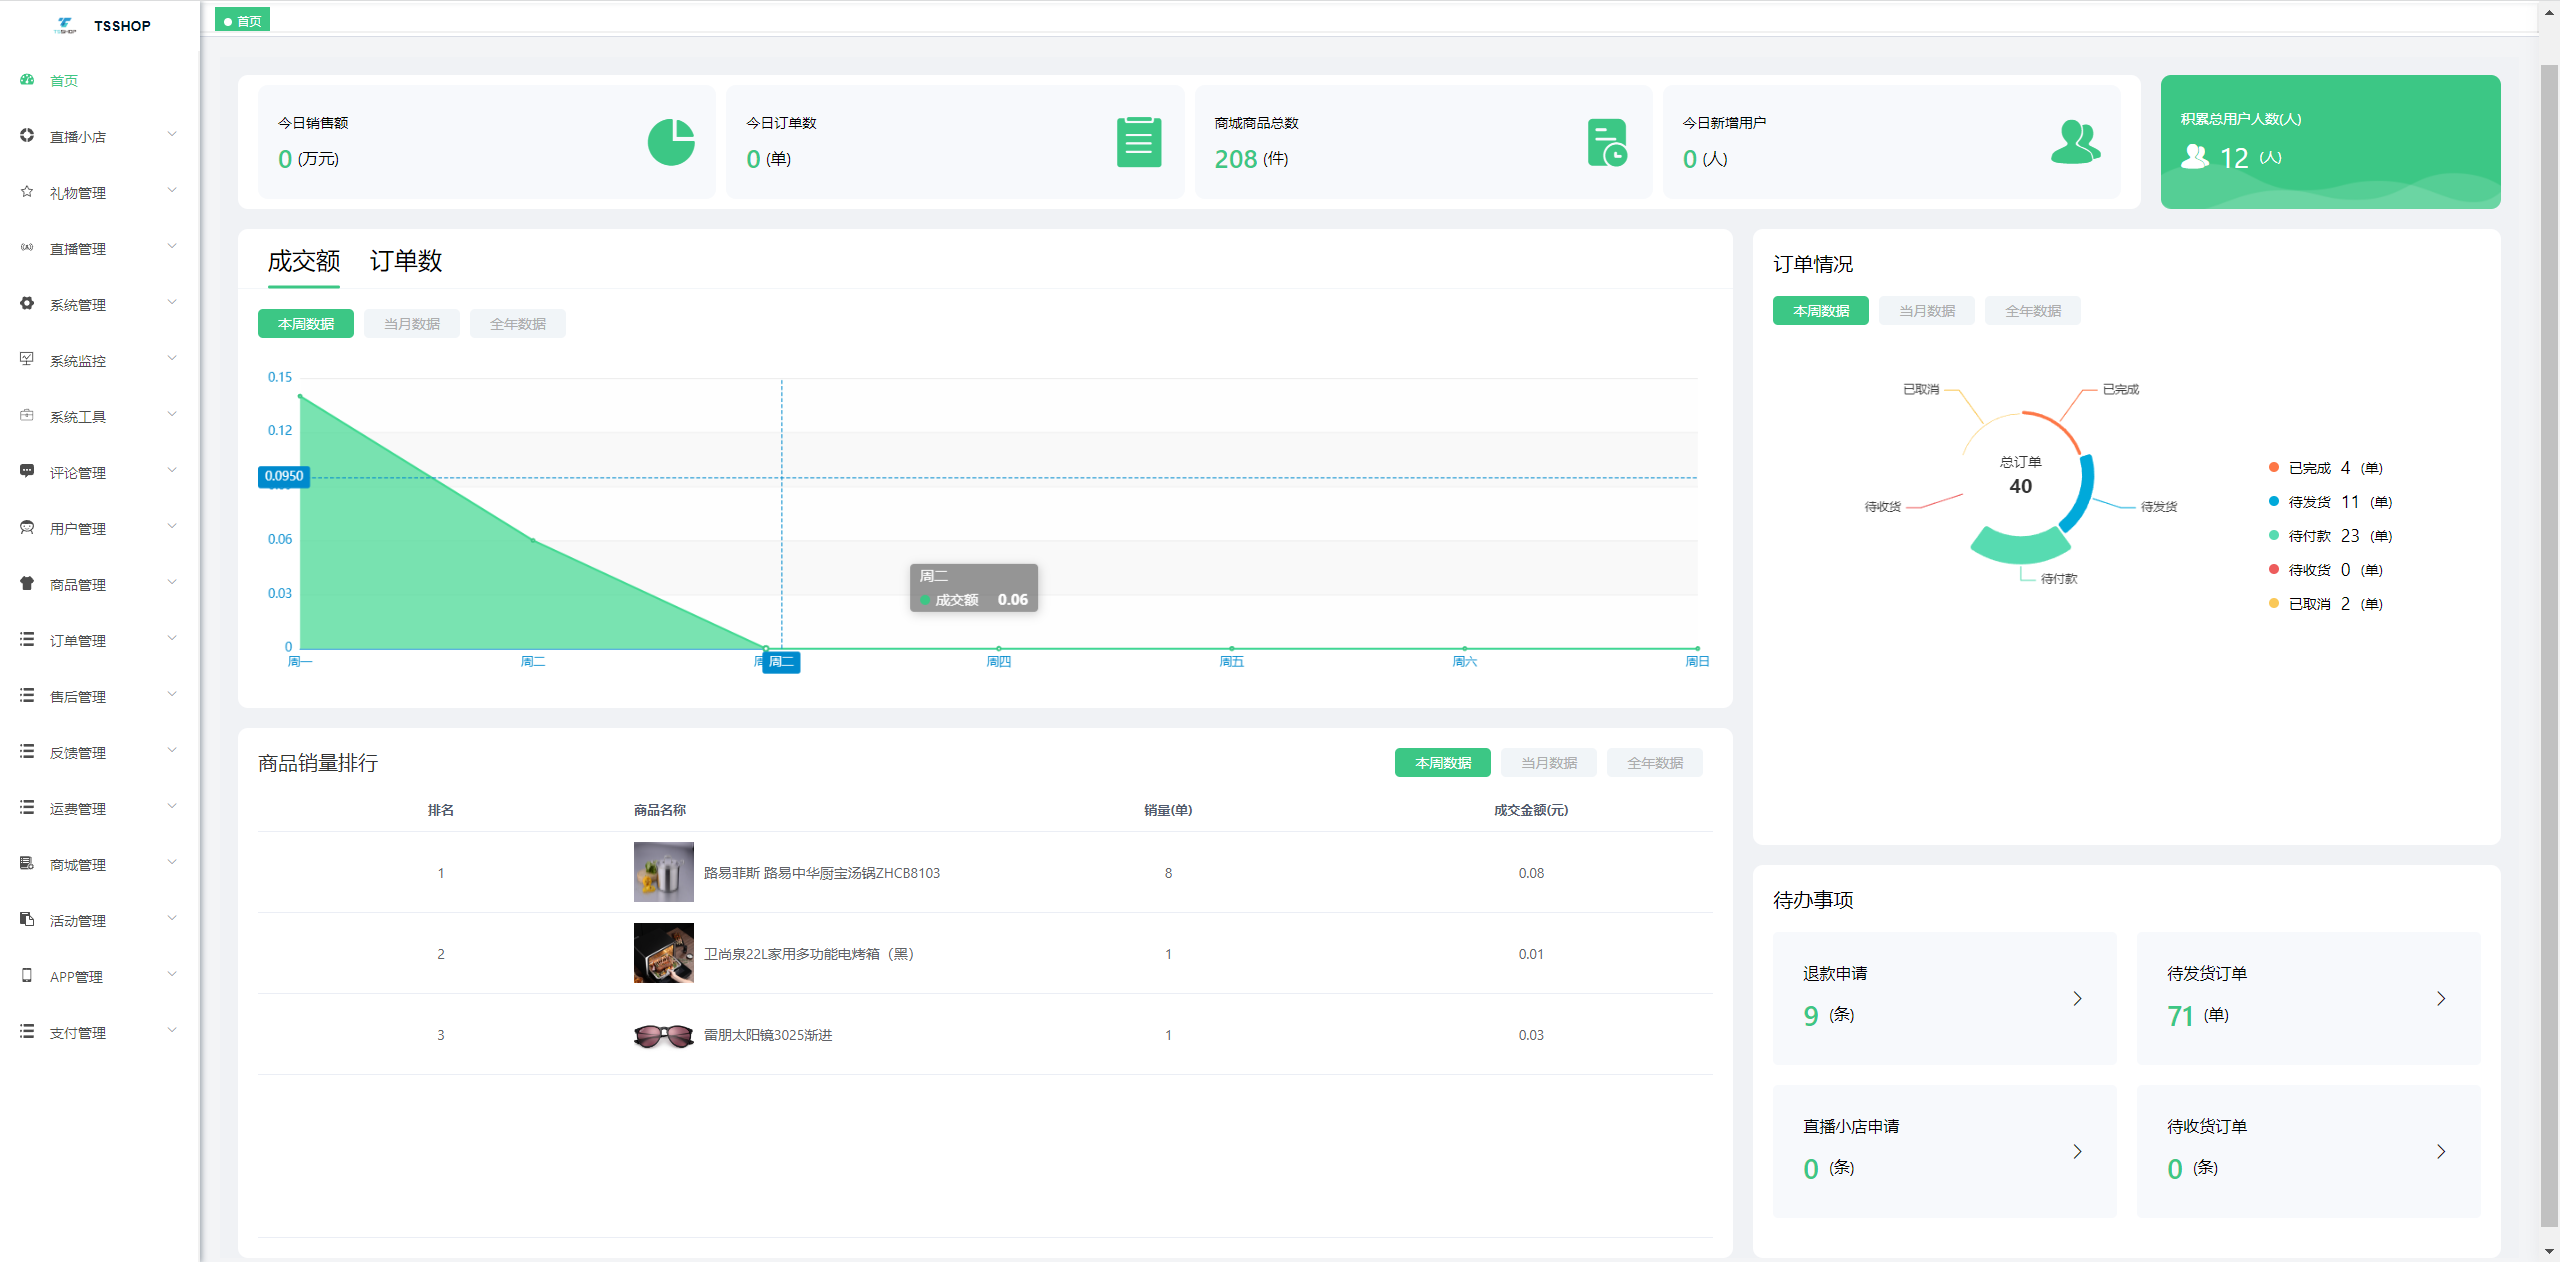 TSSHOP
首页
首页
直播小店
礼物管理
直播管理
系统管理
系统监控
系统工具
评论管理
用户管理
商品管理
订单管理
售后管理
反馈管理
运费管理
商城管理
活动管理
APP管理
支付管理
今日销售额
0 (万元)
今日订单数
0 (单)
商城商品总数
208 (件)
今日新增用户
0 (人)
积累总用户人数(人)
12 (人)
成交额 订单数
本周数据 当月数据 全年数据
0.15
0.12
0.0950
0.06
0.03
0
周二
成交额 0.06
周一 周二 周二 周四 周五 周六 周日
订单情况
本周数据 当月数据 全年数据
已取消 已完成
总订单
40
待收货 待发货
待付款
已完成 4 (单)
待发货 11 (单)
待付款 23 (单)
待收货 0 (单)
已取消 2 (单)
商品销量排行
本周数据 当月数据 全年数据
排名 商品名称 销量(单) 成交金额(元)
1 路易菲斯 路易中华厨宝汤锅ZHCB8103 8 0.08
2 卫尚泉22L家用多功能电烤箱（黑） 1 0.01
3 雷朋太阳镜3025渐进 1 0.03
待办事项
退款申请
9 (条)
待发货订单
71 (单)
直播小店申请
0 (条)
待收货订单
0 (条)